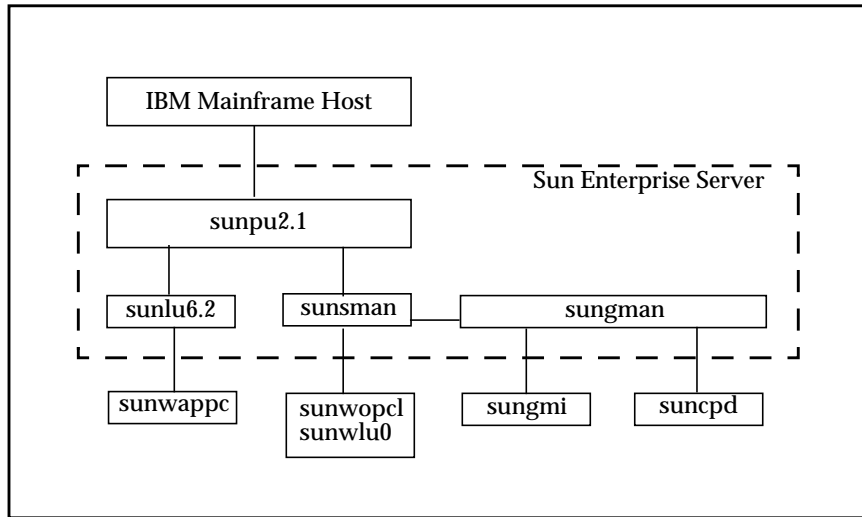 IBM Mainframe Host
Sun Enterprise Server
sunpu2.1
sunlu6.2
sunsman
sungman
sunwappc
sunwopcl
sunwlu0
sungmi
suncpd